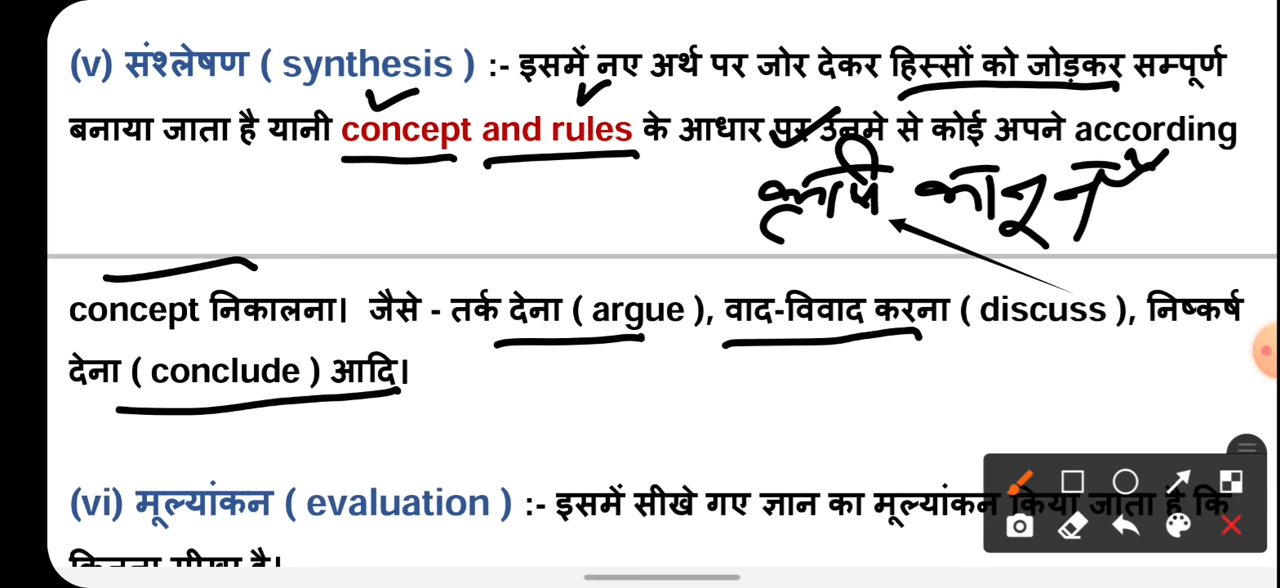 (v) संश्लेषण ( synthesis ) :- इसमें नए अर्थ पर जोर देकर हिस्सों को जोड़कर सम्पूर्ण
बनाया जाता है यानी concept and rules के आधार पर उनमे से कोई अपने according
कृषि कानून
concept निकालना। जैसे - तर्क देना ( argue ), वाद-विवाद करना ( discuss ), निष्कर्ष
देना ( conclude ) आदि।
(vi) मूल्यांकन ( evaluation ) :- इसमें सीखे गए ज्ञान का मूल्यांकन किया जाता है कि
कितना सीखा है।